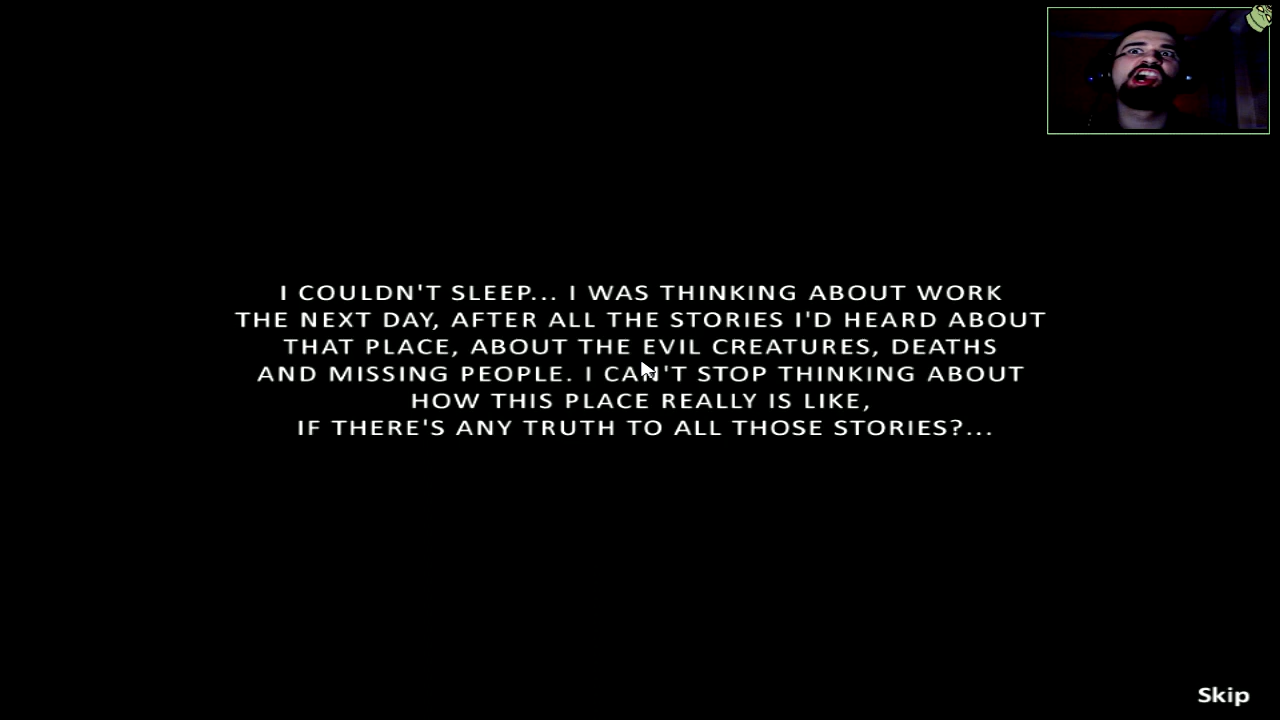 I COULDN'T SLEEP... I WAS THINKING ABOUT WORK
THE NEXT DAY, AFTER ALL THE STORIES I'D HEARD ABOUT
THAT PLACE, ABOUT THE EVIL CREATURES, DEATHS
AND MISSING PEOPLE. I CAN'T STOP THINKING ABOUT
HOW THIS PLACE REALLY IS LIKE,
IF THERE'S ANY TRUTH TO ALL THOSE STORIES?...
Skip